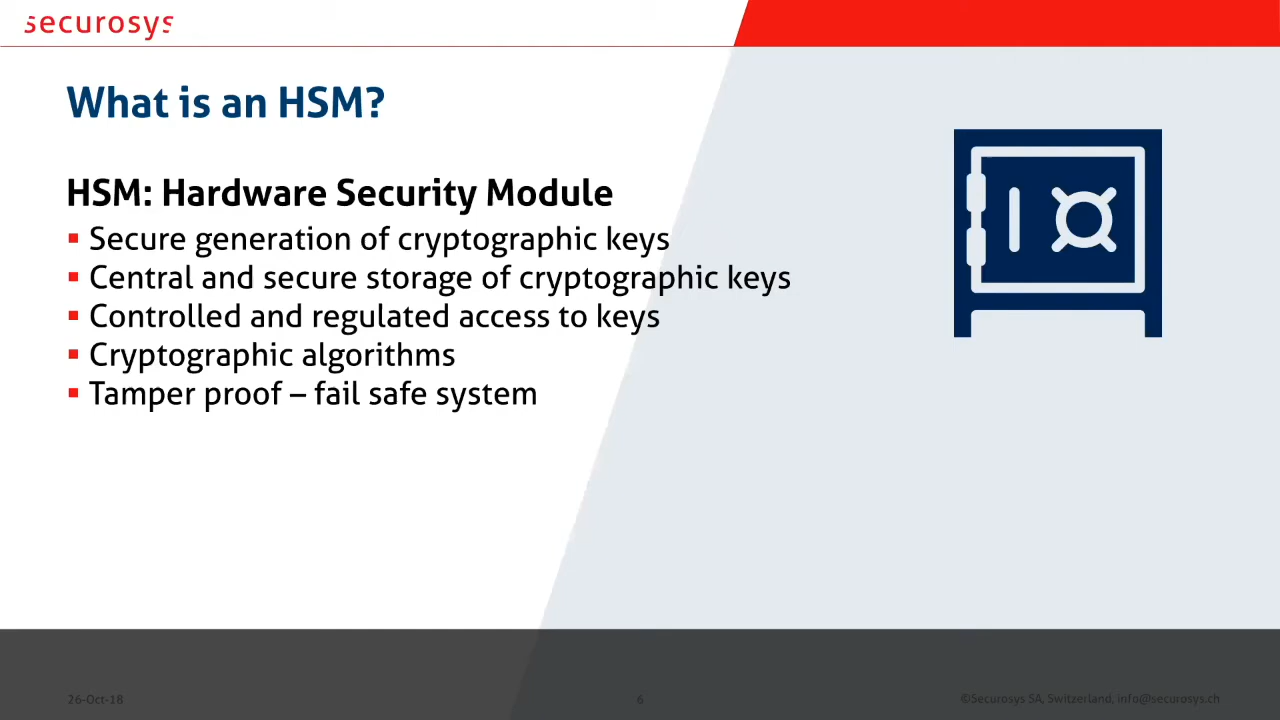 securosys
What is an HSM?
HSM: Hardware Security Module
▪ Secure generation of cryptographic keys
▪ Central and secure storage of cryptographic keys
▪ Controlled and regulated access to keys
▪ Cryptographic algorithms
▪ Tamper proof – fail safe system
26-Oct-18
6
©Securosys SA, Switzerland, info@securosys.ch